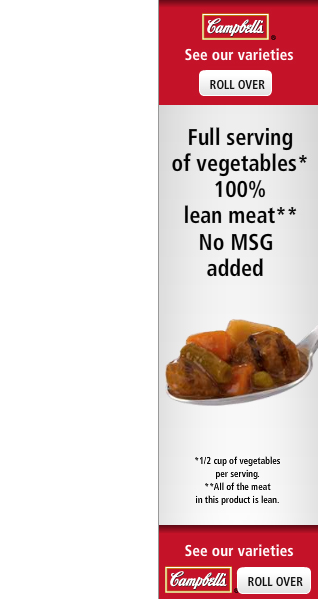 Campbell's
See our varieties
ROLL OVER
Full serving
of vegetables*
100%
lean meat**
No MSG
added
*1/2 cup of vegetables
per serving.
**All of the meat
in this product is lean.
See our varieties
Campbell's ROLL OVER